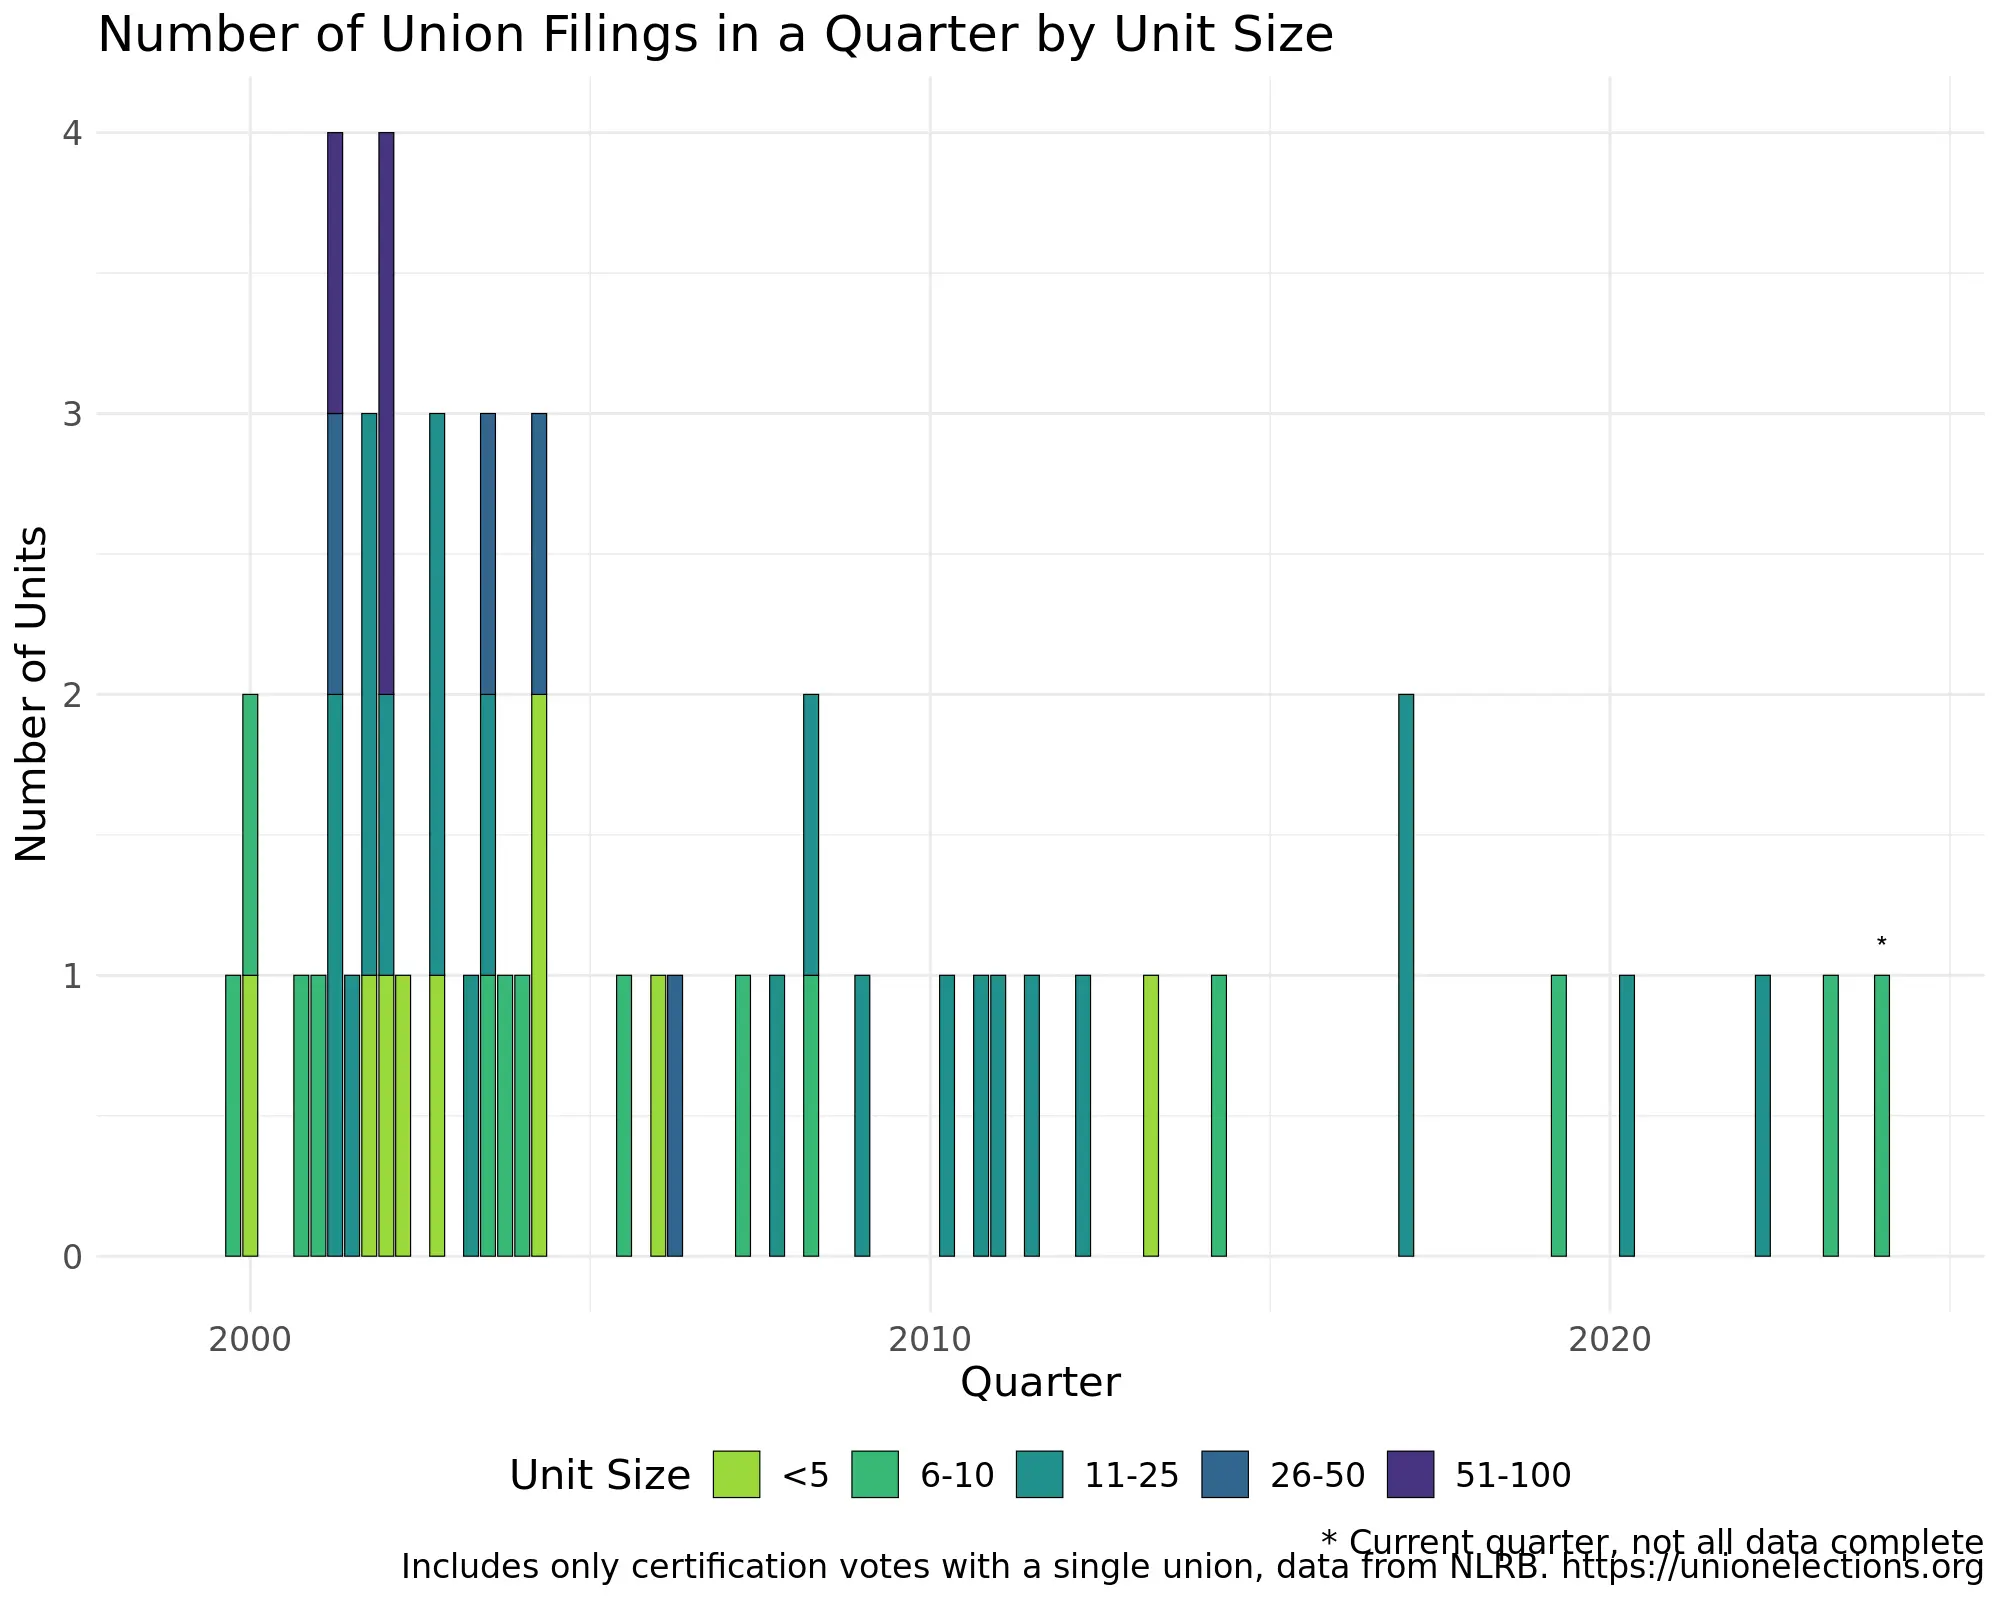 Number of Union Filings in a Quarter by Unit Size
Number of Units
4
3
2
1
0
*
2000 2010 2020
Quarter
Unit Size <5 6-10 11-25 26-50 51-100
* Current quarter, not all data complete
Includes only certification votes with a single union, data from NLRB. https://unionelections.org